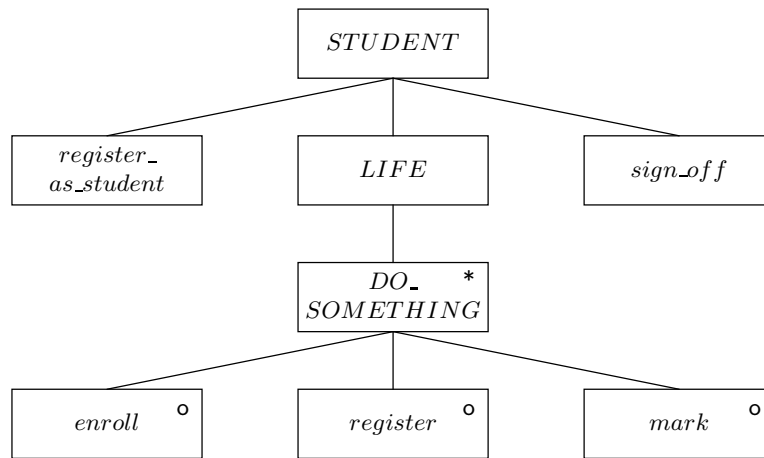 STUDENT
register_
as_student
LIFE
sign_off
DO_ *
SOMETHING
enroll o
register o
mark o